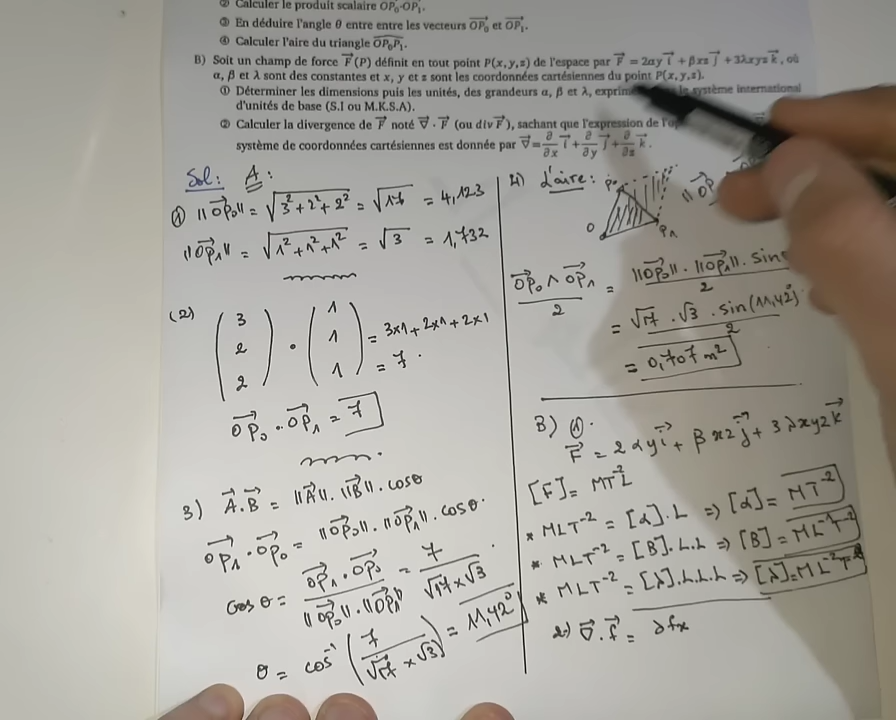 ② Calculer le produit scalaire OP₀·OP₁.
③ En déduire l'angle θ entre entre les vecteurs OP₀ et OP₁.
④ Calculer l'aire du triangle OP₀P₁.
B) Soit un champ de force F(P) définit en tout point P(x,y,z) de l'espace par F = 2αy i + βxz j + 3λxyz k, où
α, β et λ sont des constantes et x, y et z sont les coordonnées cartésiennes du point P(x,y,z).
① Déterminer les dimensions puis les unités, des grandeurs α, β et λ, système international
d'unités de base (S.I ou M.K.S.A).
② Calculer la divergence de F noté ∇ · F (ou div F), sachant que l'expression de
système de coordonnées cartésiennes est donnée par ∇ = ∂/∂x i + ∂/∂y j + ∂/∂z k.
Sol: A:
① ||OP₀|| = √(3²+2²+2²) = √17 = 4,123
||OP₁|| = √(1²+1²+1²) = √3 = 1,732
(2)
(3 2 2) · (1 1 1) = 3×1+2×1+2×1
= 7.
OP₀ · OP₁ = 7
3) A·B = ||A||·||B||·cosθ
OP₁·OP₀ = ||OP₀||·||OP₁||·cosθ.
cosθ = OP₁·OP₀ / ||OP₀||·||OP₁|| = 7 / √17×√3
θ = cos⁻¹(7 / √17×√3) = 11,42°
4) d'aire: P₀ O P₁
OP₀ ∧ OP₁ / 2 = ||OP₀||·||OP₁||·sin / 2
= √17·√3·sin(11,42°) / 2
= 0,707 m²
B) ①.
F = 2αy i + βxz j + 3λxyz k
[F] = MT⁻²L
* MLT⁻² = [α]·L ⇒ [α] = MT⁻²
* MLT⁻² = [B]·L·L ⇒ [B] = ML⁻¹T⁻²
* MLT⁻² = [λ]·L·L·L ⇒ [λ] = ML⁻²T⁻²
2) ∇·f = ∂fx